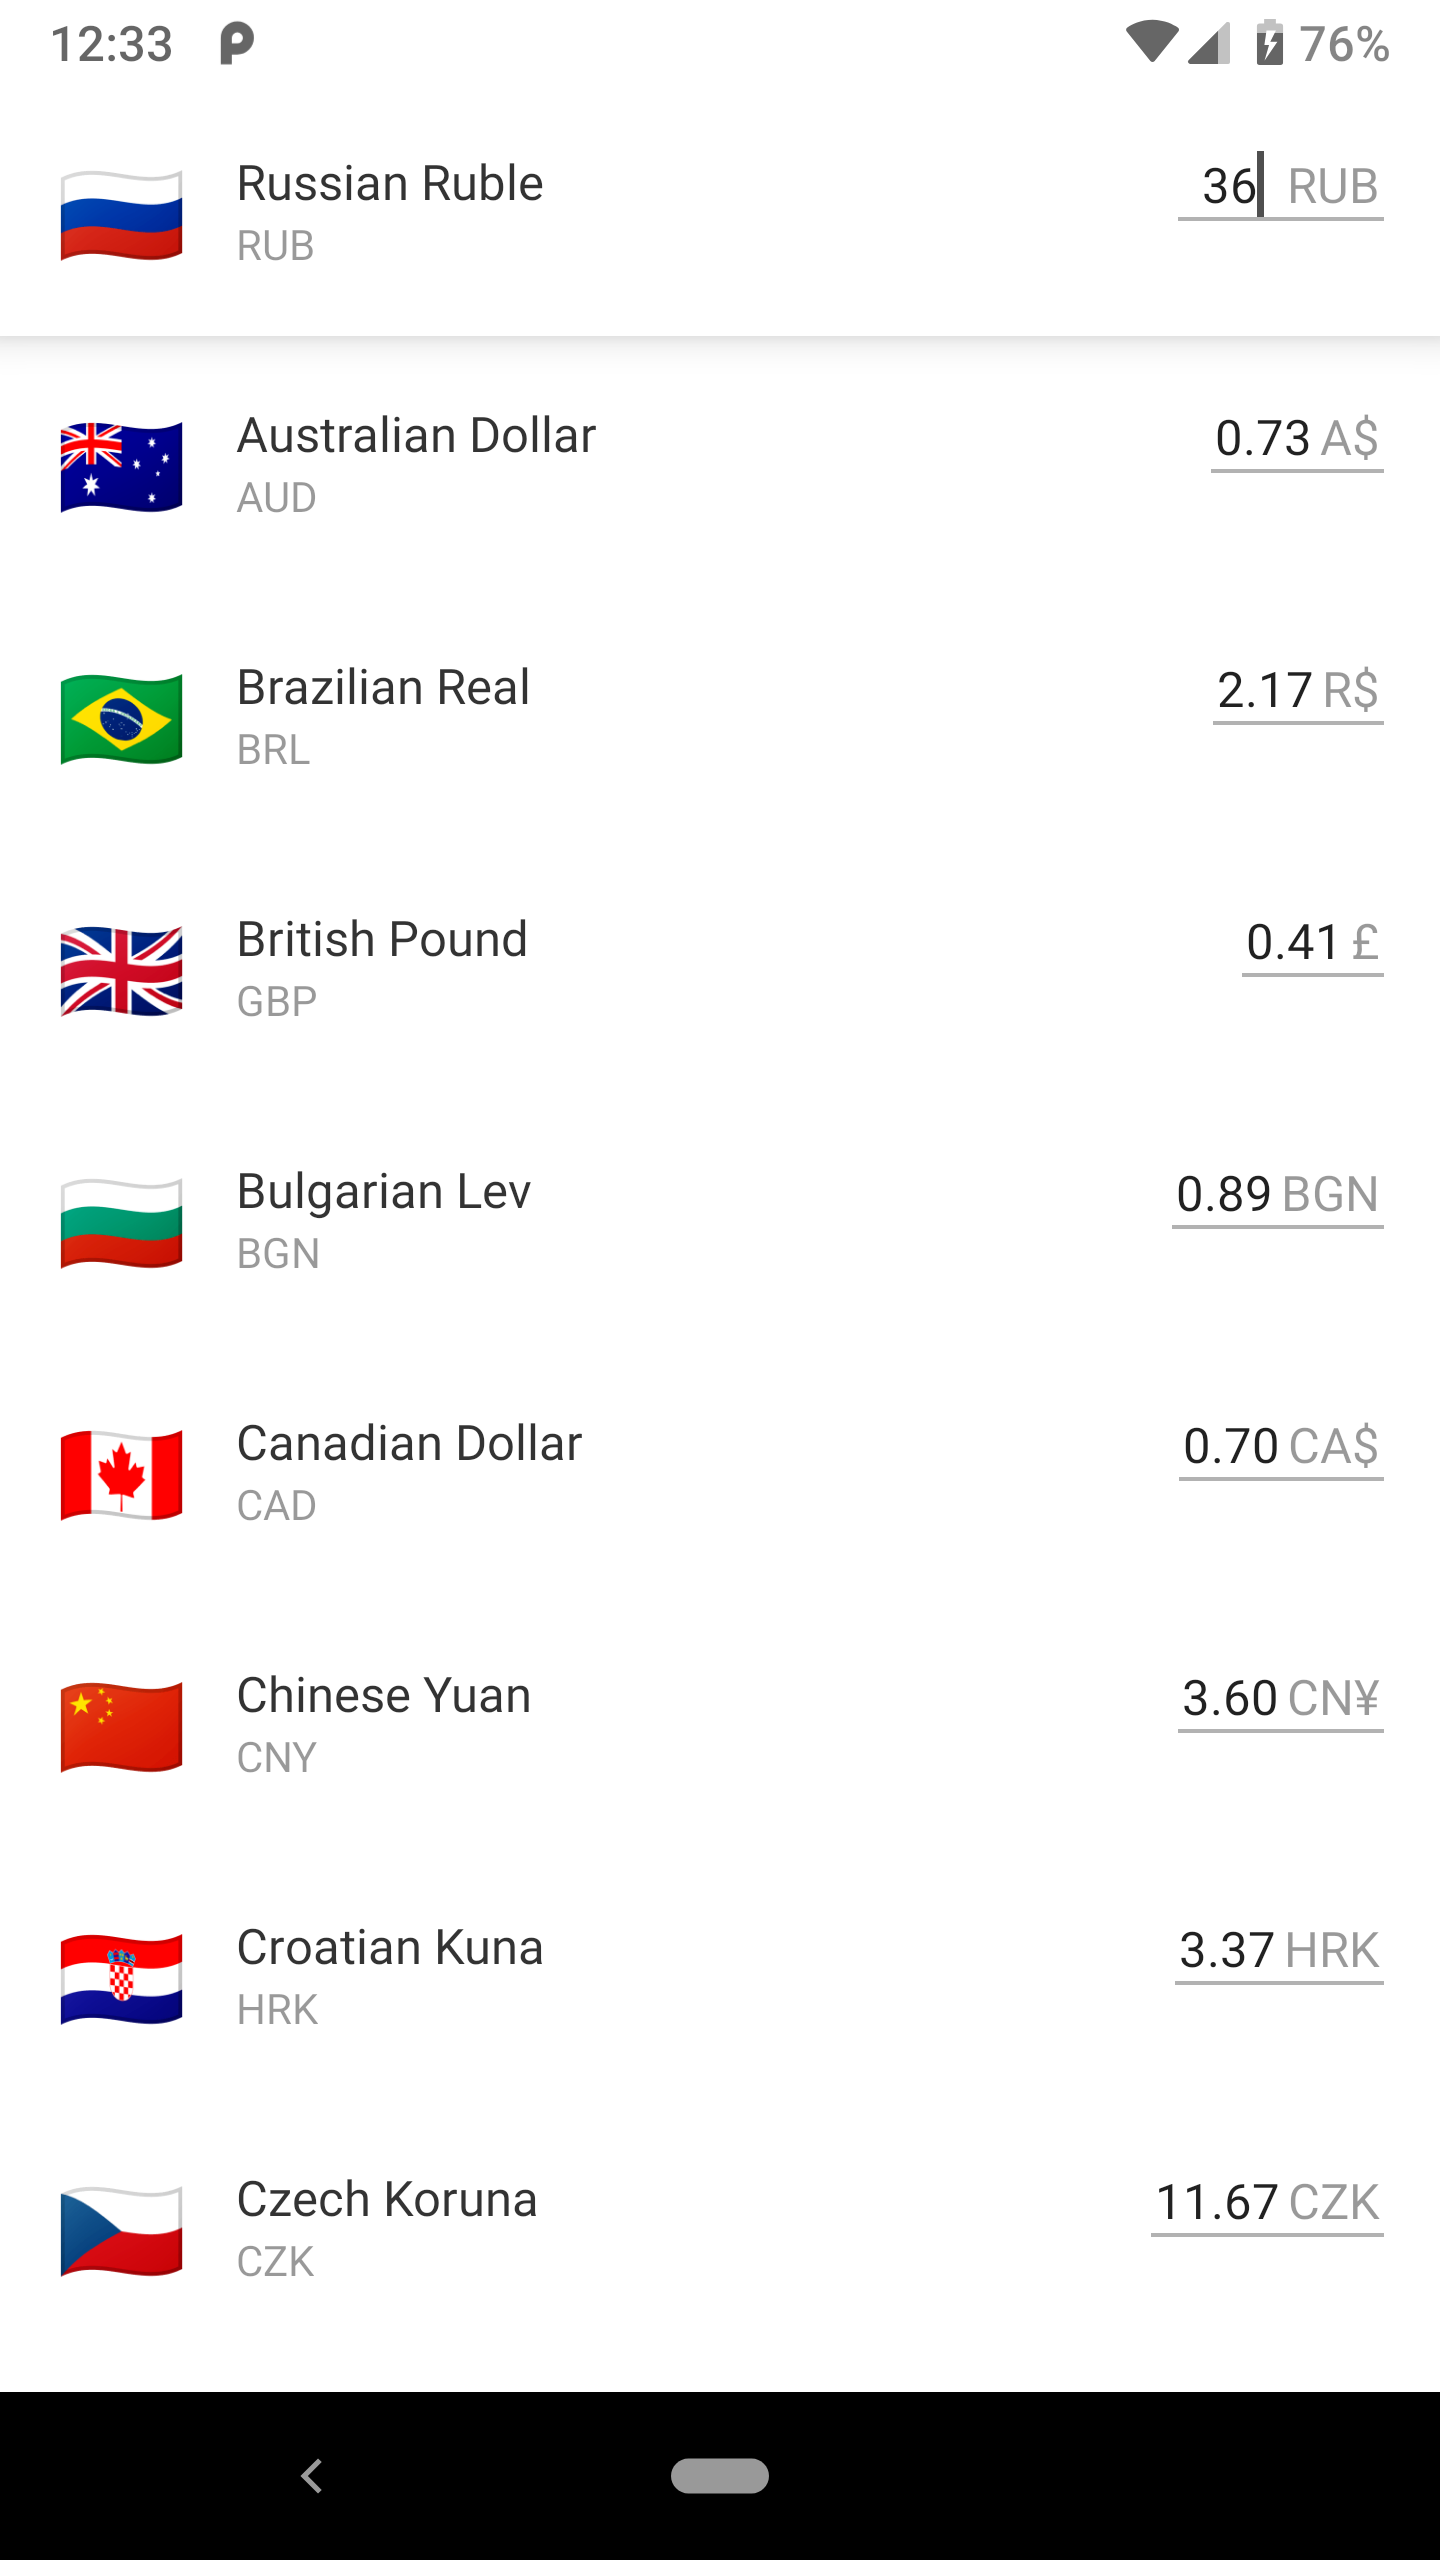 12:33 76%
Russian Ruble 36 RUB
RUB
Australian Dollar 0.73 A$
AUD
Brazilian Real 2.17 R$
BRL
British Pound 0.41 £
GBP
Bulgarian Lev 0.89 BGN
BGN
Canadian Dollar 0.70 CA$
CAD
Chinese Yuan 3.60 CN¥
CNY
Croatian Kuna 3.37 HRK
HRK
Czech Koruna 11.67 CZK
CZK